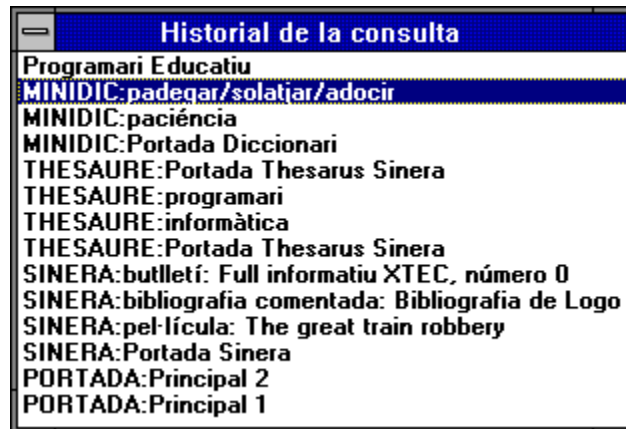 Historial de la consulta
Programari Educatiu
MINIDIC:padeqar/solatjar/adocir
MINIDIC:paciéncia
MINIDIC:Portada Diccionari
THESAURE:Portada Thesarus Sinera
THESAURE:programari
THESAURE:informàtica
THESAURE:Portada Thesarus Sinera
SINERA:butlletí: Full informatiu XTEC, número 0
SINERA:bibliografia comentada: Bibliografia de Logo
SINERA:pel·lícula: The great train robbery
SINERA:Portada Sinera
PORTADA:Principal 2
PORTADA:Principal 1